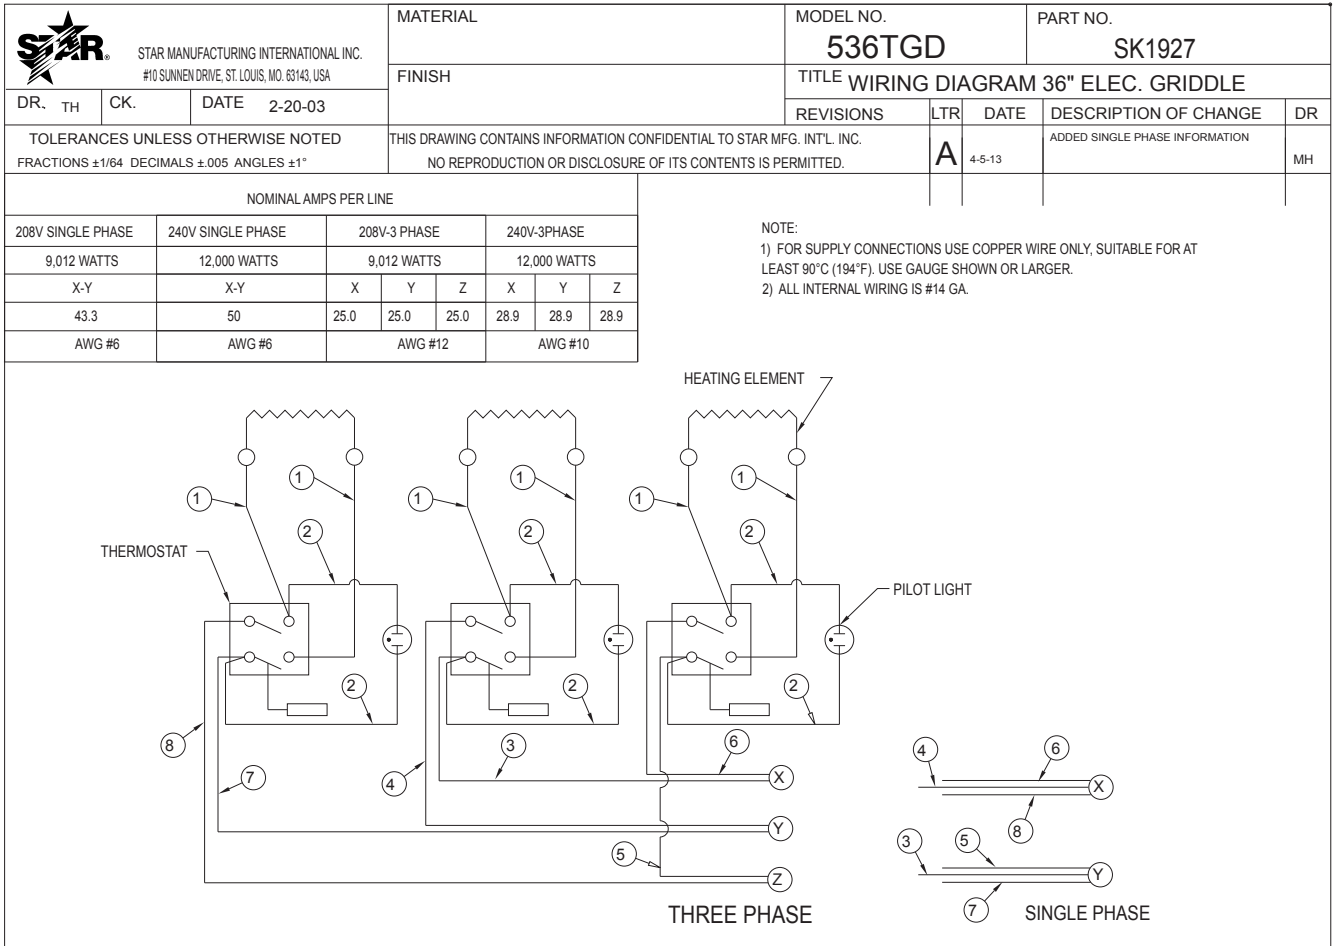 STAR®
STAR MANUFACTURING INTERNATIONAL INC.
#10 SUNNEN DRIVE, ST. LOUIS, MO. 63143, USA
DR. TH
CK.
DATE 2-20-03
MATERIAL
FINISH
MODEL NO.
536TGD
PART NO.
SK1927
TITLE WIRING DIAGRAM 36" ELEC. GRIDDLE
REVISIONS LTR DATE DESCRIPTION OF CHANGE DR
A 4-5-13 ADDED SINGLE PHASE INFORMATION MH
TOLERANCES UNLESS OTHERWISE NOTED
FRACTIONS ±1/64 DECIMALS ±.005 ANGLES ±1°
THIS DRAWING CONTAINS INFORMATION CONFIDENTIAL TO STAR MFG. INT'L. INC.
NO REPRODUCTION OR DISCLOSURE OF ITS CONTENTS IS PERMITTED.
NOMINAL AMPS PER LINE
208V SINGLE PHASE 240V SINGLE PHASE 208V-3 PHASE 240V-3PHASE
9,012 WATTS 12,000 WATTS 9,012 WATTS 12,000 WATTS
X-Y X-Y X Y Z X Y Z
43.3 50 25.0 25.0 25.0 28.9 28.9 28.9
AWG #6 AWG #6 AWG #12 AWG #10
NOTE:
1) FOR SUPPLY CONNECTIONS USE COPPER WIRE ONLY, SUITABLE FOR AT
LEAST 90°C (194°F). USE GAUGE SHOWN OR LARGER.
2) ALL INTERNAL WIRING IS #14 GA.
HEATING ELEMENT
1 1 1
1 1 1
2 2 2
THERMOSTAT
PILOT LIGHT
2 2 2
8 3 6
7 4 X
Y
5
Z
THREE PHASE
4 6
X
8
3 5
Y
7
SINGLE PHASE